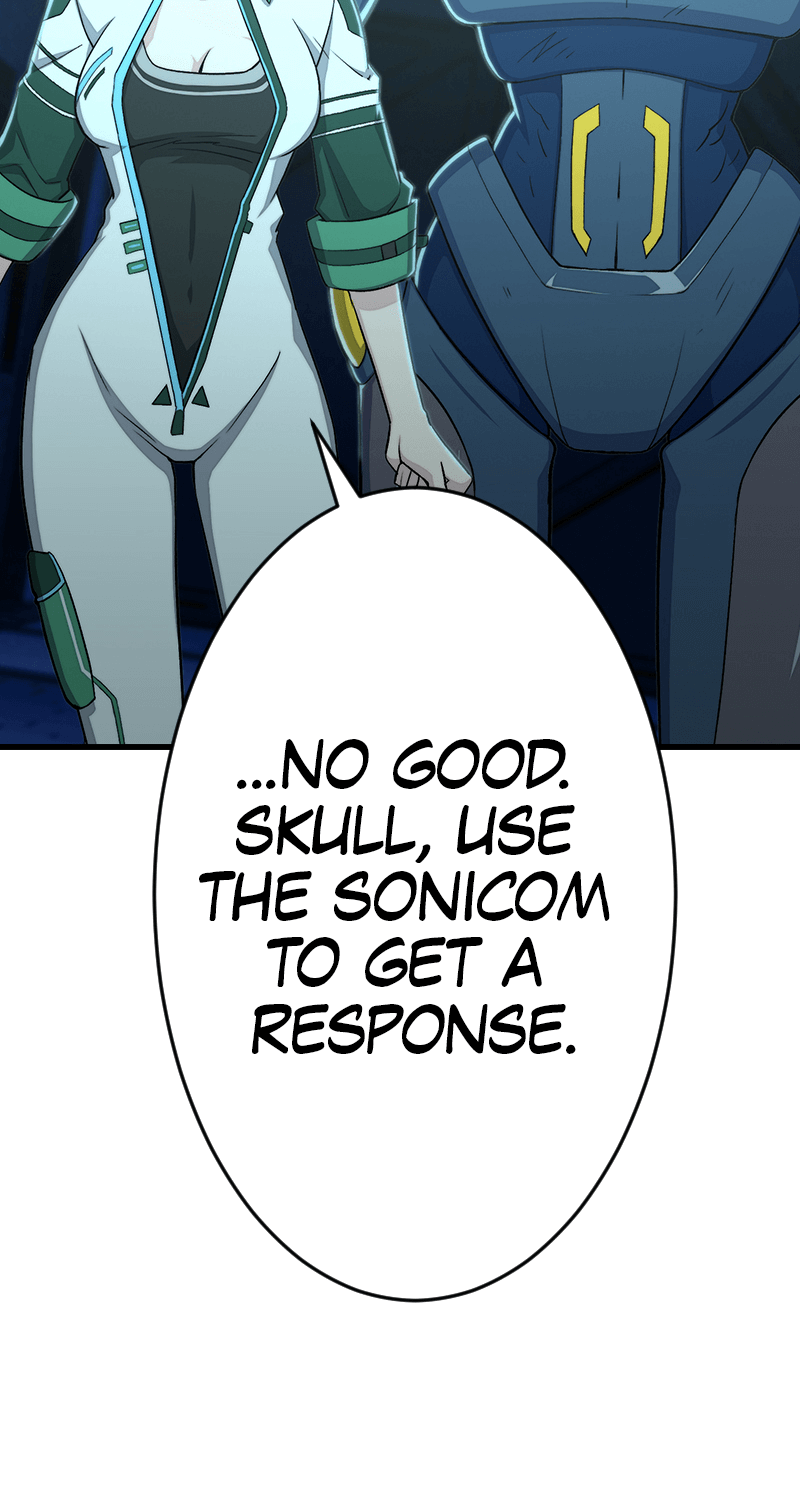 ...NO GOOD.
SKULL, USE
THE SONICOM
TO GET A
RESPONSE.